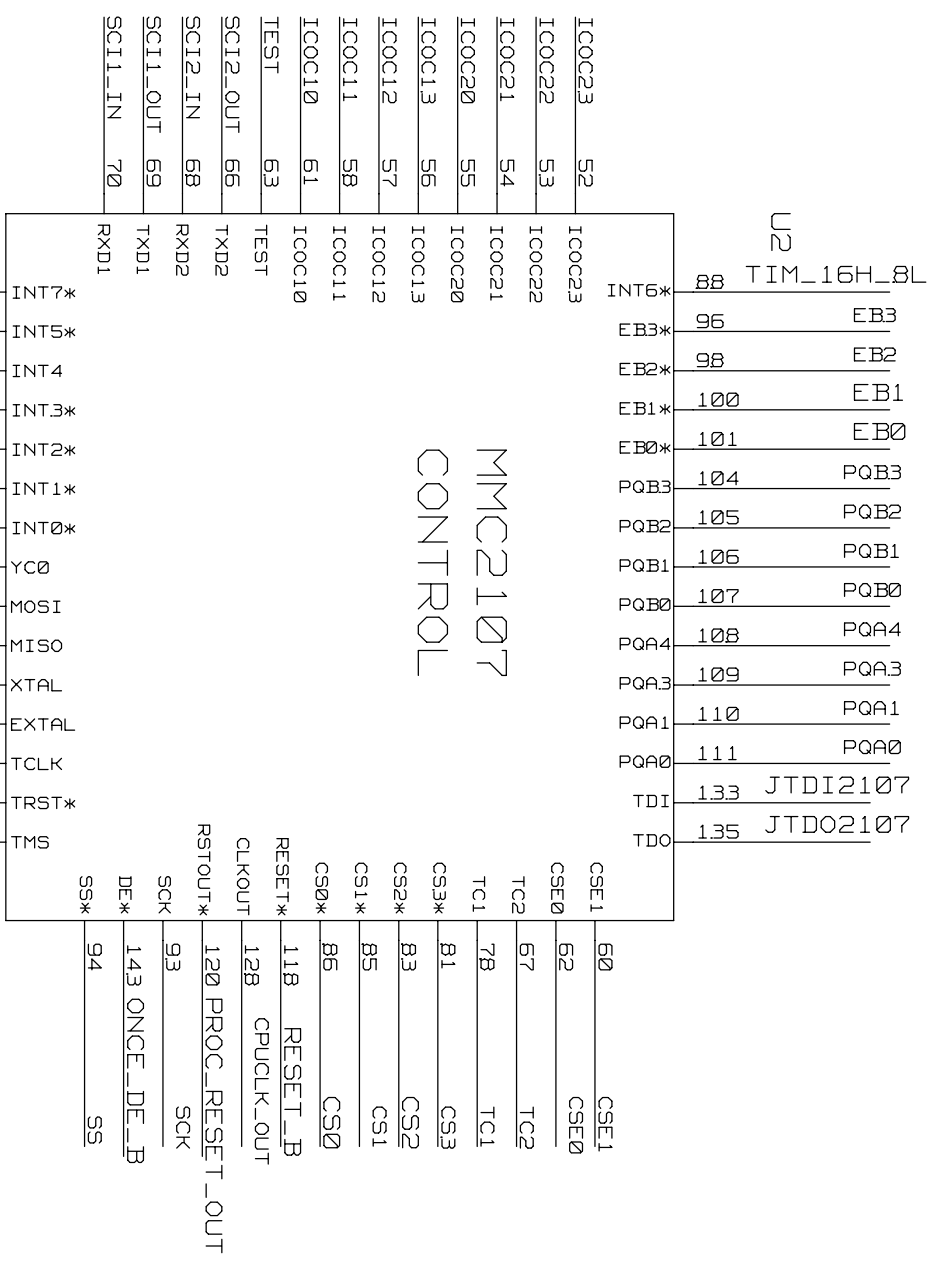 SCI1_IN 70 RXD1
SCI1_OUT 69 TXD1
SCI2_IN 68 RXD2
SCI2_OUT 66 TXD2
TEST 63 TEST
ICOC10 61 ICOC10
ICOC11 58 ICOC11
ICOC12 57 ICOC12
ICOC13 56 ICOC13
ICOC20 55 ICOC20
ICOC21 54 ICOC21
ICOC22 53 ICOC22
ICOC23 52 ICOC23
U2
MMC2107
CONTROL
INT7*
INT5*
INT4
INT3*
INT2*
INT1*
INT0*
YC0
MOSI
MISO
XTAL
EXTAL
TCLK
TRST*
TMS
INT6* 88 TIM_16H_8L
EB3* 96 EB3
EB2* 98 EB2
EB1* 100 EB1
EB0* 101 EB0
PQB3 104 PQB3
PQB2 105 PQB2
PQB1 106 PQB1
PQB0 107 PQB0
PQA4 108 PQA4
PQA3 109 PQA3
PQA1 110 PQA1
PQA0 111 PQA0
TDI 133 JTDI2107
TDO 135 JTDO2107
SS* 94 SS
DE* 143 ONCE_DE_B
SCK 93 SCK
RSTOUT* 120 PROC_RESET_OUT
CLKOUT 128 CPUCLK_OUT
RESET* 118 RESET_B
CS0* 86 CS0
CS1* 85 CS1
CS2* 83 CS2
CS3* 81 CS3
TC1 78 TC1
TC2 67 TC2
CSE0 62 CSE0
CSE1 60 CSE1